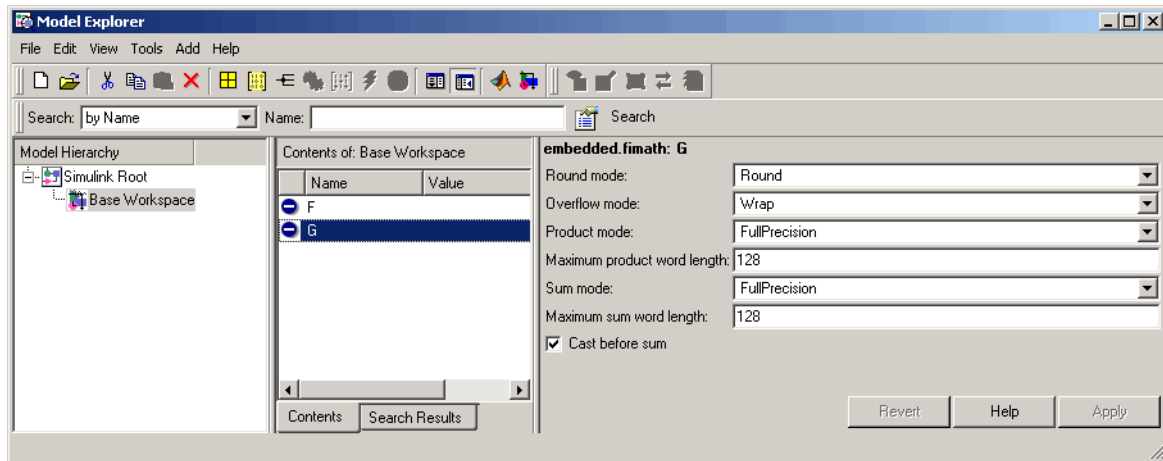 Model Explorer
File Edit View Tools Add Help
Search: by Name Name: Search
Model Hierarchy
Simulink Root
Base Workspace
Contents of: Base Workspace
Name Value
F
G
Contents Search Results
embedded.fimath: G
Round mode: Round
Overflow mode: Wrap
Product mode: FullPrecision
Maximum product word length: 128
Sum mode: FullPrecision
Maximum sum word length: 128
Cast before sum
Revert Help Apply